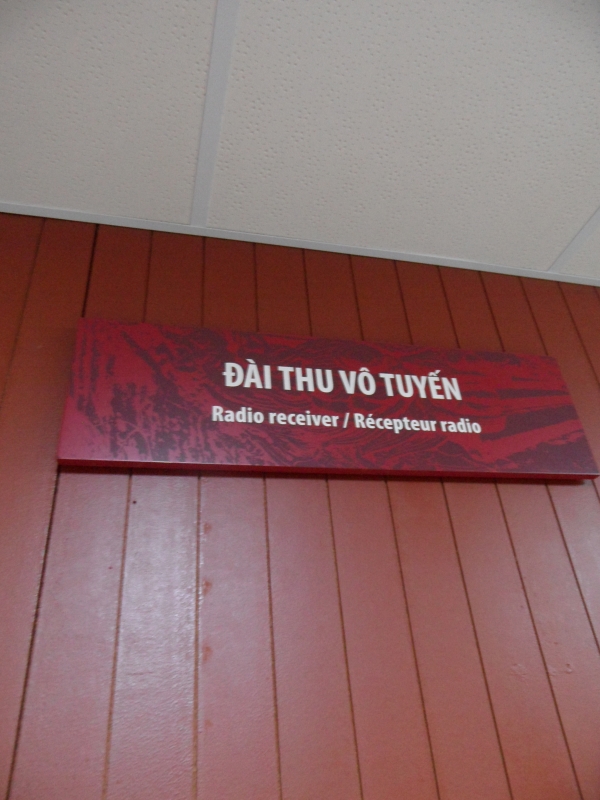 ĐÀI THU VÔ TUYẾN
Radio receiver / Récepteur radio